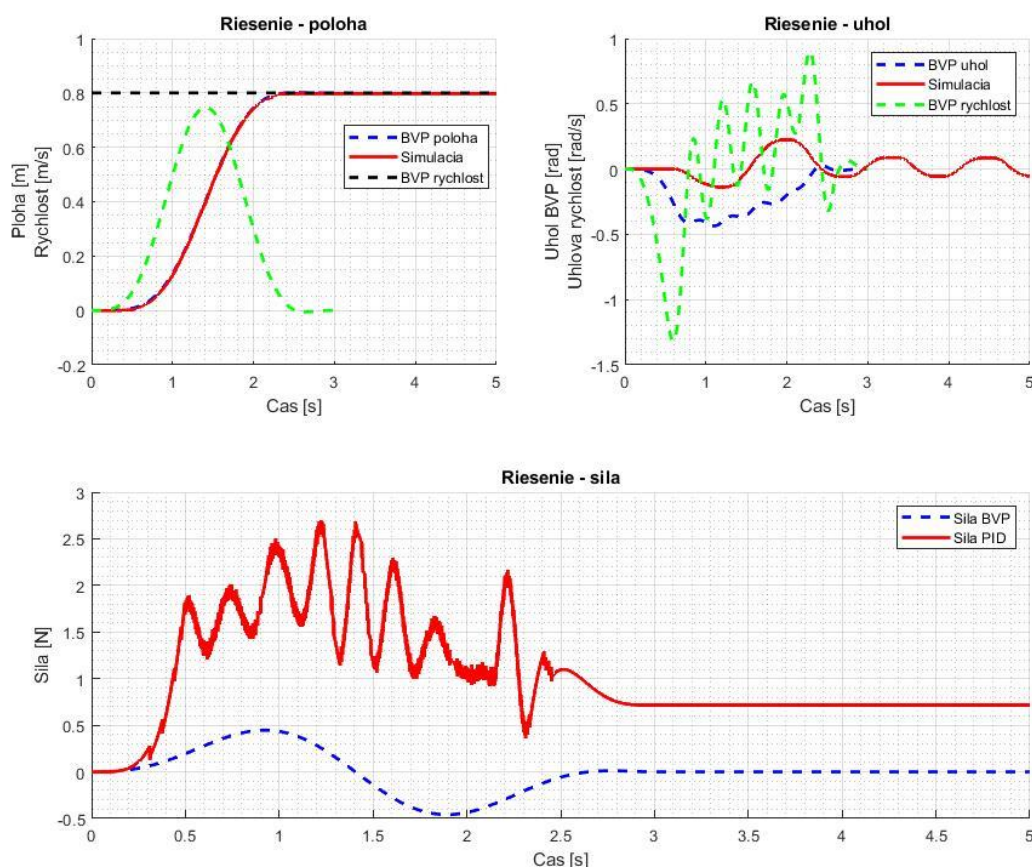 Riesenie - poloha
Ploha [m]
Rychlost [m/s]
1
0.8
0.6
0.4
0.2
0
-0.2
BVP poloha
Simulacia
BVP rychlost
0 1 2 3 4 5
Cas [s]
Riesenie - uhol
Uhol BVP [rad]
Uhlova rychlost [rad/s]
1
0.5
0
-0.5
-1
-1.5
BVP uhol
Simulacia
BVP rychlost
0 1 2 3 4 5
Cas [s]
Riesenie - sila
Sila [N]
3
2.5
2
1.5
1
0.5
0
-0.5
Sila BVP
Sila PID
0 0.5 1 1.5 2 2.5 3 3.5 4 4.5 5
Cas [s]